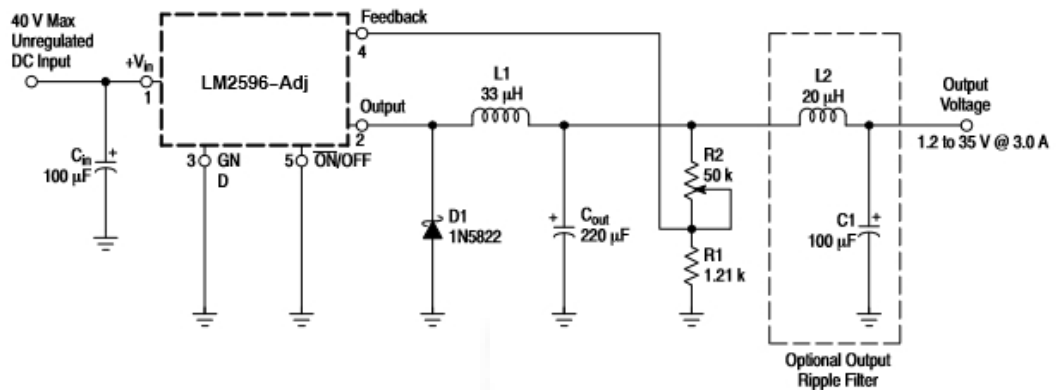 40 V Max
Unregulated
DC Input
+Vin
1
LM2596-Adj
Feedback
4
Output
2
3
GN
D
5
ON/OFF
Cin
100 µF
+
L1
33 µH
D1
1N5822
+
Cout
220 µF
R2
50 k
R1
1.21 k
L2
20 µH
C1
100 µF
+
Output
Voltage
1.2 to 35 V @ 3.0 A
Optional Output
Ripple Filter